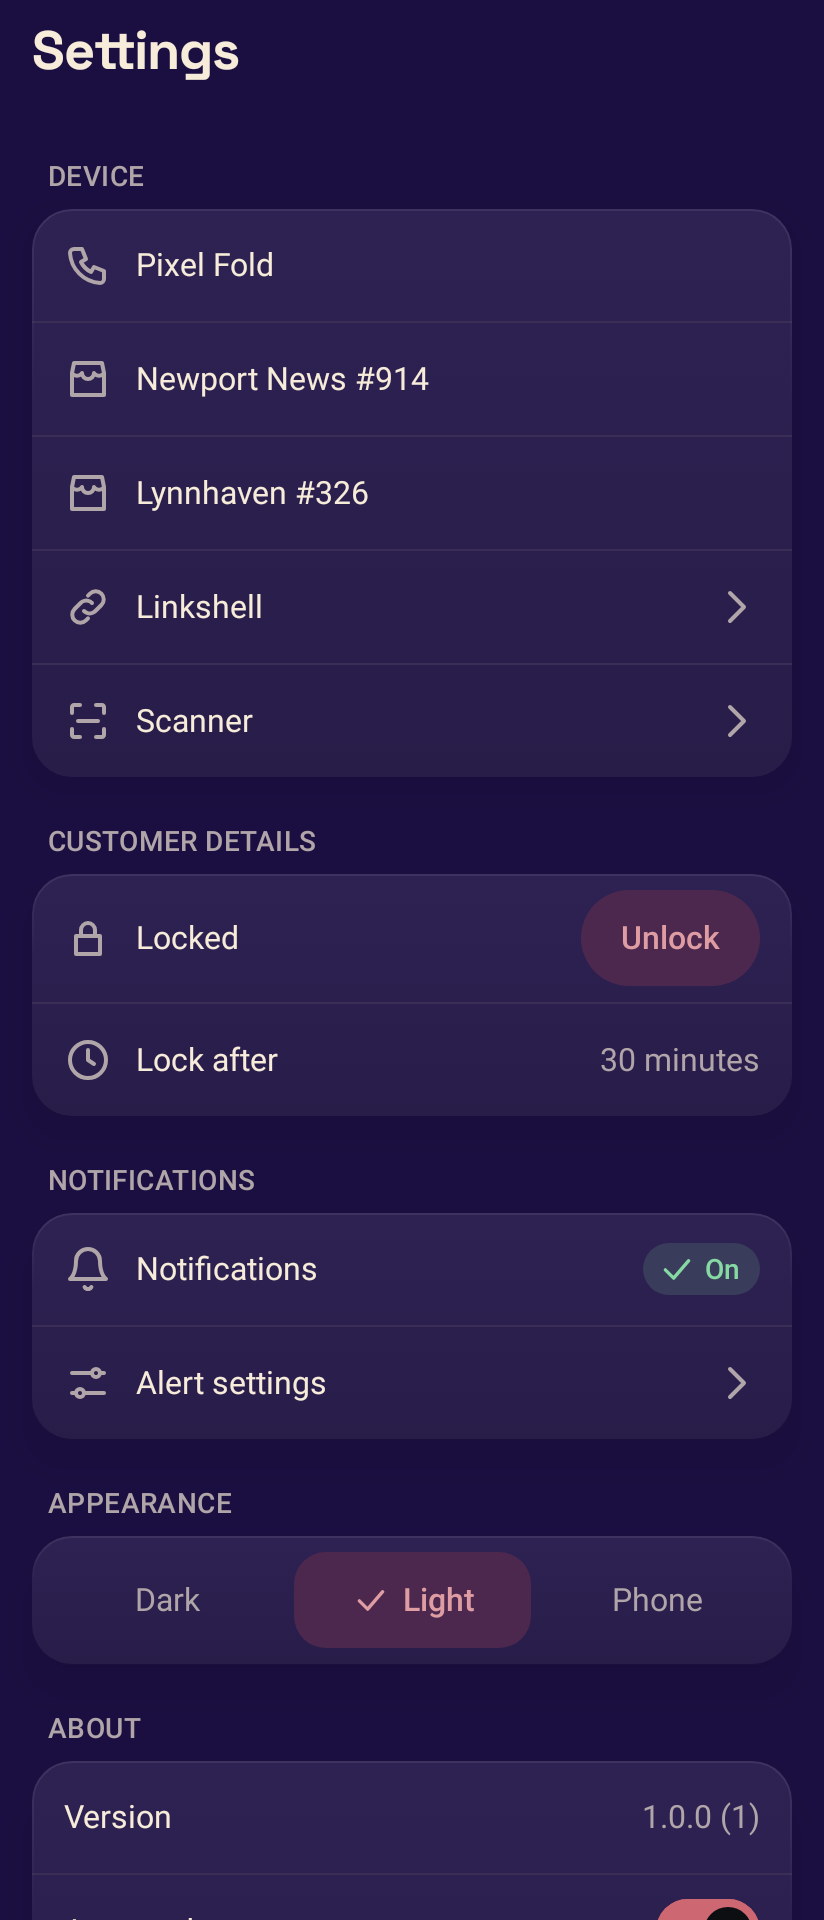 Settings
DEVICE
Pixel Fold
Newport News #914
Lynnhaven #326
Linkshell
Scanner
CUSTOMER DETAILS
Locked
Unlock
Lock after
30 minutes
NOTIFICATIONS
Notifications
On
Alert settings
APPEARANCE
Dark
Light
Phone
ABOUT
Version
1.0.0 (1)